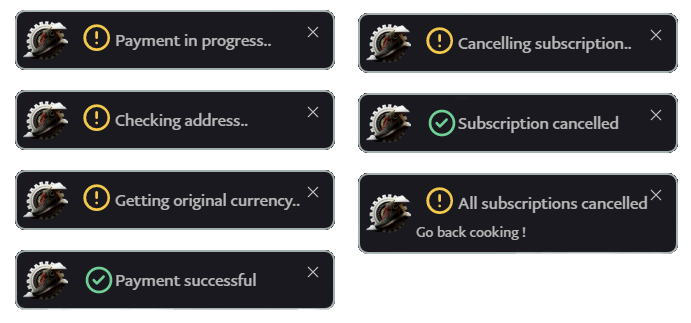 Payment in progress..
Checking address..
Getting original currency..
Payment successful
Cancelling subscription..
Subscription cancelled
All subscriptions cancelled
Go back cooking !